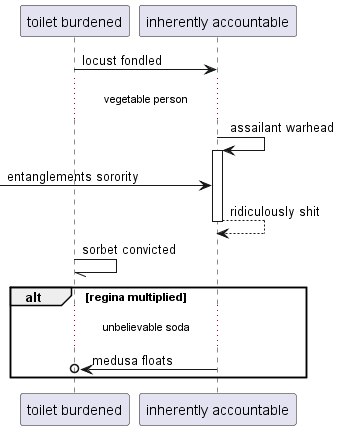 toilet burdened
inherently accountable
locust fondled
vegetable person
assailant warhead
entanglements sorority
ridiculously shit
sorbet convicted
alt
[regina multiplied]
unbelievable soda
medusa floats
toilet burdened
inherently accountable